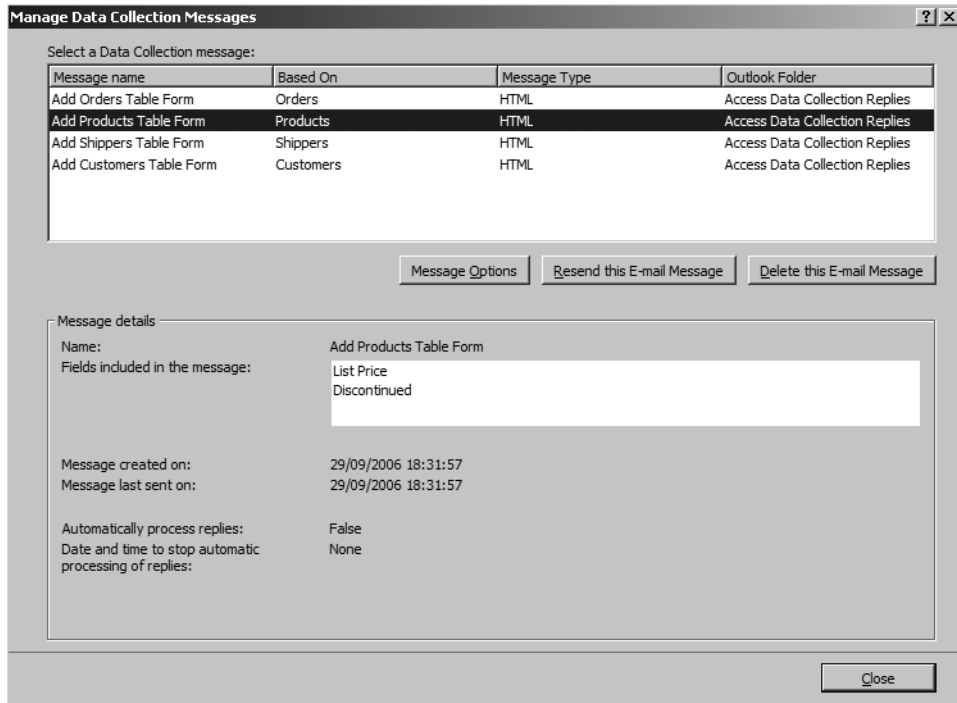 Manage Data Collection Messages
Select a Data Collection message:
Message name Based On Message Type Outlook Folder
Add Orders Table Form Orders HTML Access Data Collection Replies
Add Products Table Form Products HTML Access Data Collection Replies
Add Shippers Table Form Shippers HTML Access Data Collection Replies
Add Customers Table Form Customers HTML Access Data Collection Replies
Message Options Resend this E-mail Message Delete this E-mail Message
Message details
Name: Add Products Table Form
Fields included in the message: List Price
Discontinued
Message created on: 29/09/2006 18:31:57
Message last sent on: 29/09/2006 18:31:57
Automatically process replies: False
Date and time to stop automatic None
processing of replies:
Close